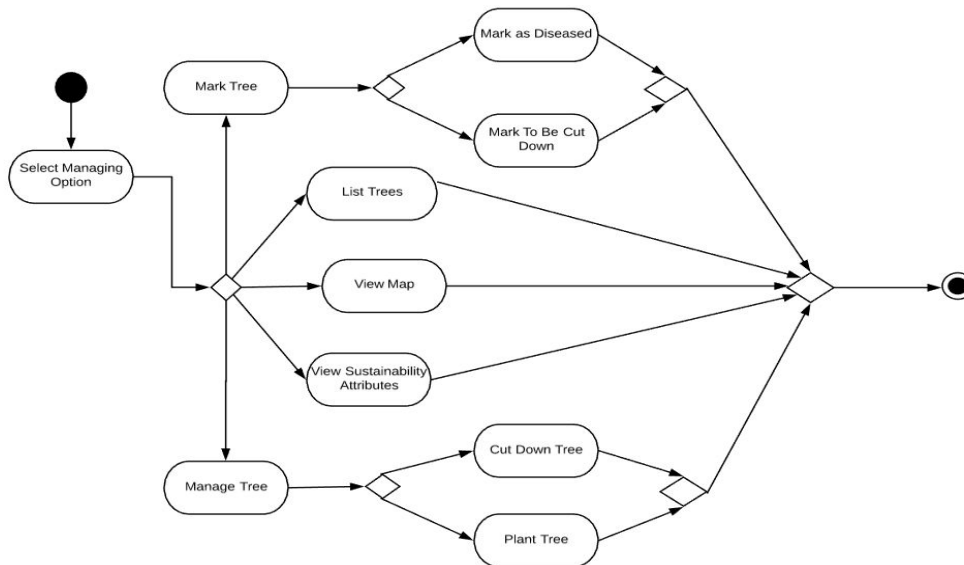 Mark as Diseased
Mark Tree
Mark To Be Cut
Down
Select Managing
Option
List Trees
View Map
View Sustainability
Attributes
Cut Down Tree
Manage Tree
Plant Tree